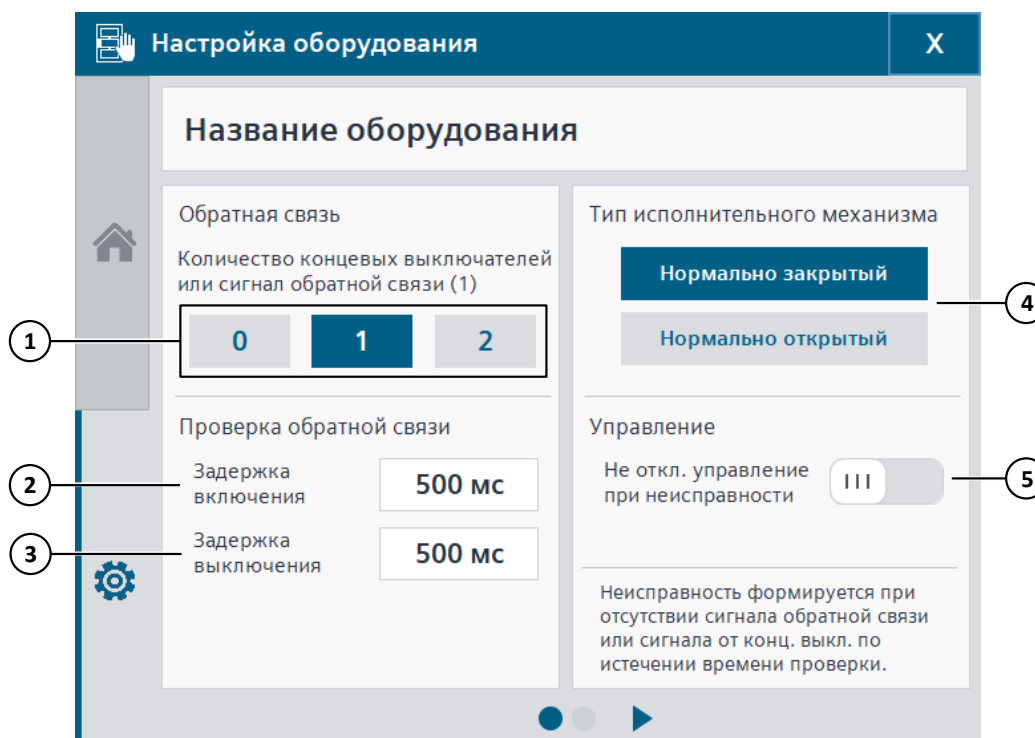 Настройка оборудования
X
Название оборудования
Обратная связь
Количество концевых выключателей
или сигнал обратной связи (1)
1
0
1
2
Проверка обратной связи
2
Задержка
включения
500 мс
3
Задержка
выключения
500 мс
Тип исполнительного механизма
Нормально закрытый
4
Нормально открытый
Управление
Не откл. управление
при неисправности
5
Неисправность формируется при
отсутствии сигнала обратной связи
или сигнала от конц. выкл. по
истечении времени проверки.